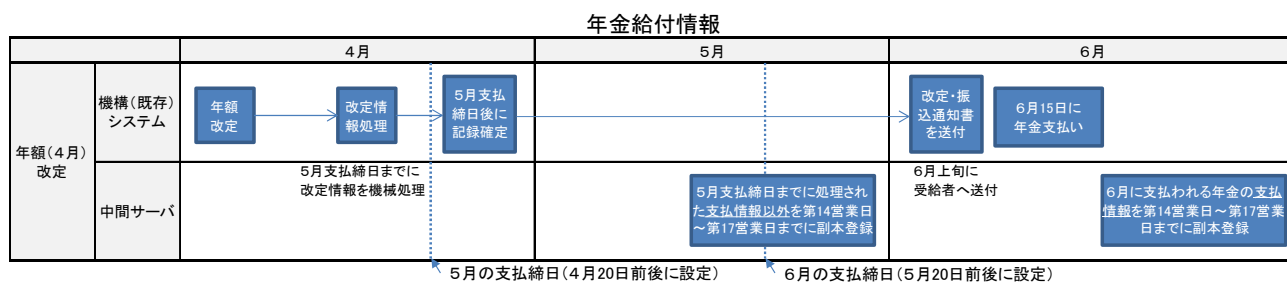 年金給付情報
4月
5月
6月
年額(4月)
改定
機構(既存)
システム
年額
改定
改定情
報処理
5月支払
締日後に
記録確定
改定・振
込通知書
を送付
6月15日に
年金支払い
中間サーバ
5月支払締日までに
改定情報を機械処理
5月支払締日までに処理され
た支払情報以外を第14営業日
～第17営業日までに副本登録
6月上旬に
受給者へ送付
6月に支払われる年金の支払
情報を第14営業日～第17営業
日までに副本登録
5月の支払締日(4月20日前後に設定)
6月の支払締日(5月20日前後に設定)